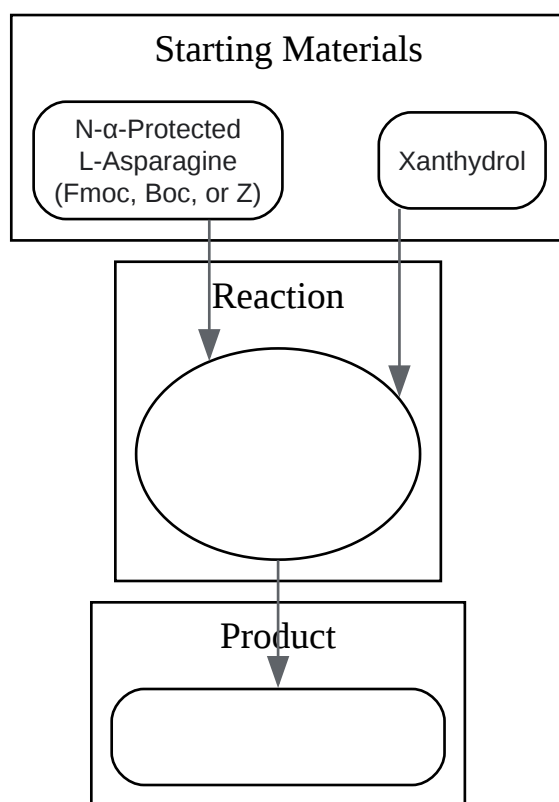 Starting Materials
N-α-Protected
L-Asparagine
(Fmoc, Boc, or Z)
Xanthydrol
Reaction
Product